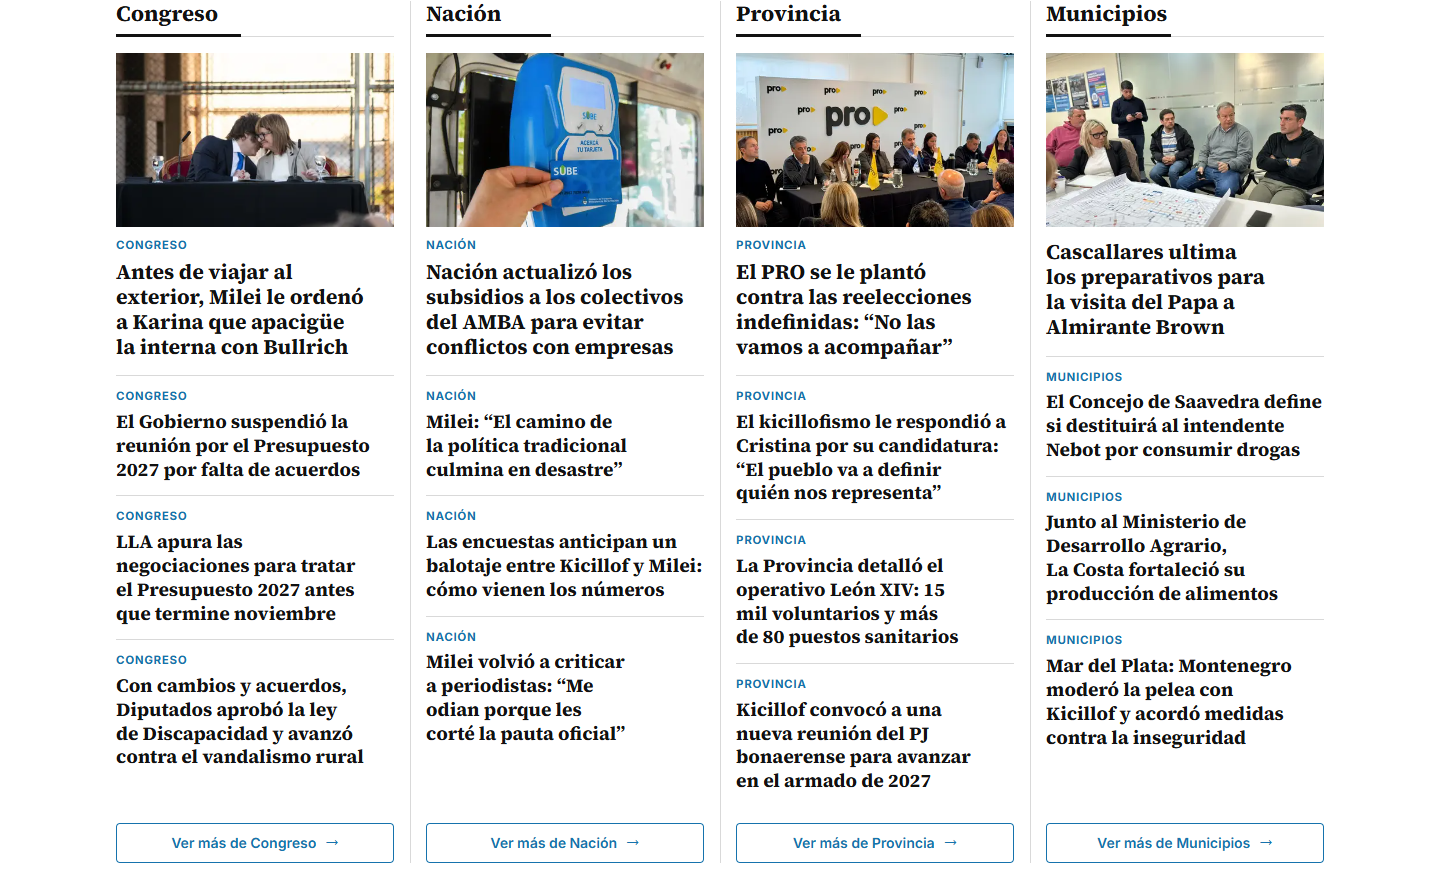 Congreso
CONGRESO
Antes de viajar al
exterior, Milei le ordenó
a Karina que apacigüe
la interna con Bullrich
CONGRESO
El Gobierno suspendió la
reunión por el Presupuesto
2027 por falta de acuerdos
CONGRESO
LLA apura las
negociaciones para tratar
el Presupuesto 2027 antes
que termine noviembre
CONGRESO
Con cambios y acuerdos,
Diputados aprobó la ley
de Discapacidad y avanzó
contra el vandalismo rural
Ver más de Congreso →
Nación
SUBE
ACERCÁ
TU TARJETA
SUBE
NACIÓN
Nación actualizó los
subsidios a los colectivos
del AMBA para evitar
conflictos con empresas
NACIÓN
Milei: “El camino de
la política tradicional
culmina en desastre”
NACIÓN
Las encuestas anticipan un
balotaje entre Kicillof y Milei:
cómo vienen los números
NACIÓN
Milei volvió a criticar
a periodistas: “Me
odian porque les
corté la pauta oficial”
Ver más de Nación →
Provincia
pro
pro
pro
pro
pro
pro
pro
pro
pro
PROVINCIA
El PRO se le plantó
contra las reelecciones
indefinidas: “No las
vamos a acompañar”
PROVINCIA
El kicillofismo le respondió a
Cristina por su candidatura:
“El pueblo va a definir
quién nos representa”
PROVINCIA
La Provincia detalló el
operativo León XIV: 15
mil voluntarios y más
de 80 puestos sanitarios
PROVINCIA
Kicillof convocó a una
nueva reunión del PJ
bonaerense para avanzar
en el armado de 2027
Ver más de Provincia →
Municipios
Cascallares ultima
los preparativos para
la visita del Papa a
Almirante Brown
MUNICIPIOS
El Concejo de Saavedra define
si destituirá al intendente
Nebot por consumir drogas
MUNICIPIOS
Junto al Ministerio de
Desarrollo Agrario,
La Costa fortaleció su
producción de alimentos
MUNICIPIOS
Mar del Plata: Montenegro
moderó la pelea con
Kicillof y acordó medidas
contra la inseguridad
Ver más de Municipios →